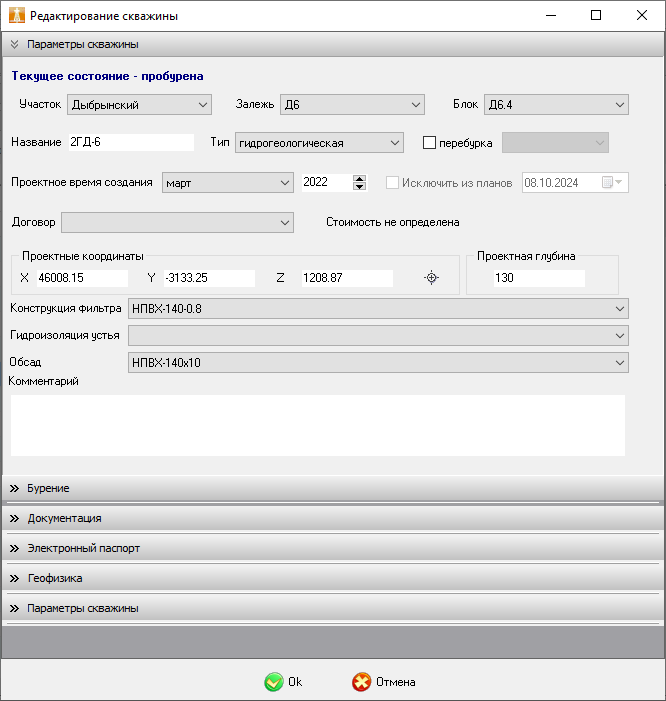 Редактирование скважины
Параметры скважины
Текущее состояние - пробурена
Участок Дыбрынский Залежь Д6 Блок Д6.4
Название 2ГД-6 Тип гидрогеологическая перебурка
Проектное время создания март 2022 Исключить из планов 08.10.2024
Договор Стоимость не определена
Проектные координаты Проектная глубина
X 46008.15 Y -3133.25 Z 1208.87 130
Конструкция фильтра НПВХ-140-0.8
Гидроизоляция устья
Обсад НПВХ-140х10
Комментарий
Бурение
Документация
Электронный паспорт
Геофизика
Параметры скважины
Ok Отмена